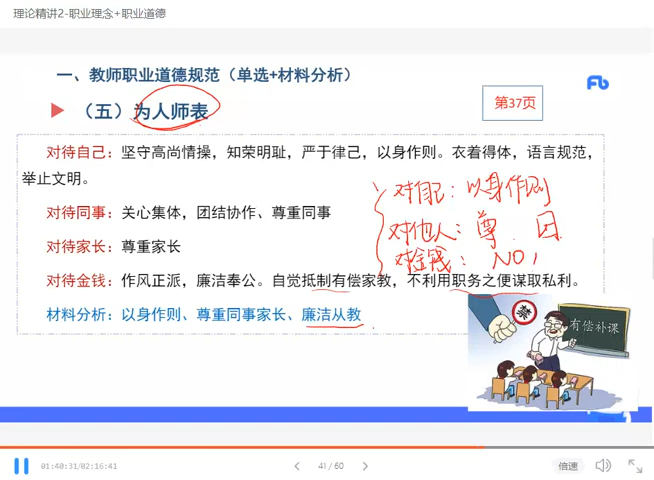 理论精讲2-职业理念+职业道德
一、教师职业道德规范（单选+材料分析）
（五）为人师表
第37页
对待自己：坚守高尚情操，知荣明耻，严于律己，以身作则。衣着得体，语言规范，
举止文明。
对待同事：关心集体，团结协作、尊重同事
对待家长：尊重家长
对待金钱：作风正派，廉洁奉公。自觉抵制有偿家教，不利用职务之便谋取私利。
材料分析：以身作则、尊重同事家长、廉洁从教
对自己：以身作则
对他人：尊、团
对金钱：NO！
禁
有偿补课
01:40:31/02:16:41
41 / 60
倍速